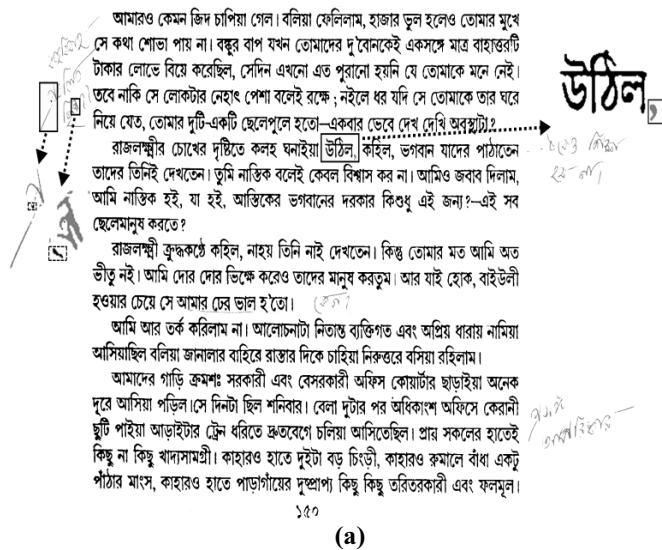 আমারও কেমন জিদ চাপিয়া গেল। বলিয়া ফেলিলাম, হাজার ভুল হলেও তোমার মুখে
সে কথা শোভা পায় না। বঙ্কুর বাপ যখন তোমাদের দু বোনকেই একসঙ্গে মাত্র বাহাত্তরটি
টাকার লোভে বিয়ে করেছিল, সেদিন এখনো এত পুরানো হয়নি যে তোমাকে মনে নেই।
তবে নাকি সে লোকটার নেহাৎ পেশা বলেই রক্ষে; নইলে ধর যদি সে তোমাকে তার ঘরে
নিয়ে যেত, তোমার দুটি-একটি ছেলেপুলে হতো—একবার ভেবে দেখ দেখি অবস্থাটা?
উঠিল,
রাজলক্ষ্মীর চোখের দৃষ্টিতে কলহ ঘনাইয়া উঠিল, কহিল, ভগবান যাদের পাঠাতেন
তাদের তিনিই দেখতেন। তুমি নাস্তিক বলেই কেবল বিশ্বাস কর না। আমিও জবাব দিলাম,
আমি নাস্তিক হই, যা হই, আস্তিকের ভগবানের দরকার কিশুধু এই জন্য?—এই সব
ছেলেমানুষ করতে?
রাজলক্ষ্মী ক্রুদ্ধকণ্ঠে কহিল, নাহয় তিনি নাই দেখতেন। কিন্তু তোমার মত আমি অত
ভীতু নই। আমি দোর দোর ভিক্ষে করেও তাদের মানুষ করতুম। আর যাই হোক, বাইউলী
হওয়ার চেয়ে সে আমার ঢের ভাল হ'তো।
আমি আর তর্ক করিলাম না। আলোচনাটা নিতান্ত ব্যক্তিগত এবং অপ্রিয় ধারায় নামিয়া
আসিয়াছিল বলিয়া জানালার বাহিরে রাস্তার দিকে চাহিয়া নিরুত্তরে বসিয়া রহিলাম।
আমাদের গাড়ি ক্রমশঃ সরকারী এবং বেসরকারী অফিস কোয়ার্টার ছাড়াইয়া অনেক
দূরে আসিয়া পড়িল।সে দিনটা ছিল শনিবার। বেলা দুটার পর অধিকাংশ অফিসে কেরানী
ছুটি পাইয়া আড়াইটার ট্রেন ধরিতে দ্রুতবেগে চলিয়া আসিতেছিল। প্রায় সকলের হাতেই
কিছু না কিছু খাদ্যসামগ্রী। কাহারও হাতে দুইটা বড় চিংড়ী, কাহারও রুমালে বাঁধা একটু
পাঁঠার মাংস, কাহারও হাতে পাড়াগাঁয়ের দুষ্প্রাপ্য কিছু কিছু তরিতরকারী এবং ফলমূল।
১৫০
(a)